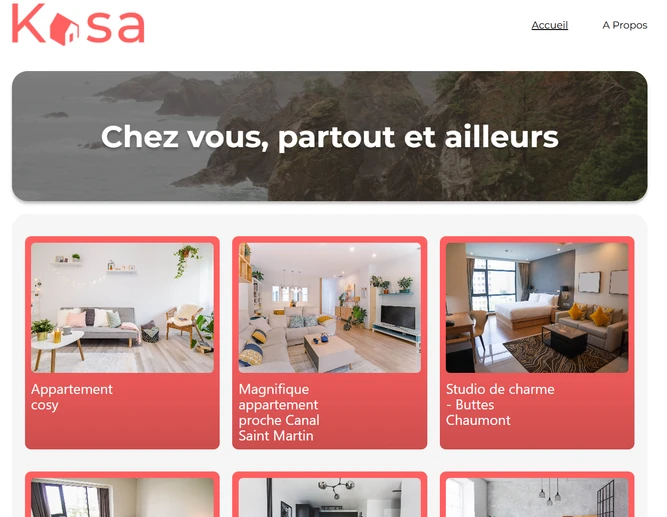 Kasa
Accueil
A Propos
Chez vous, partout et ailleurs
Appartement
cosy
Magnifique
appartement
proche Canal
Saint Martin
Studio de charme
- Buttes
Chaumont